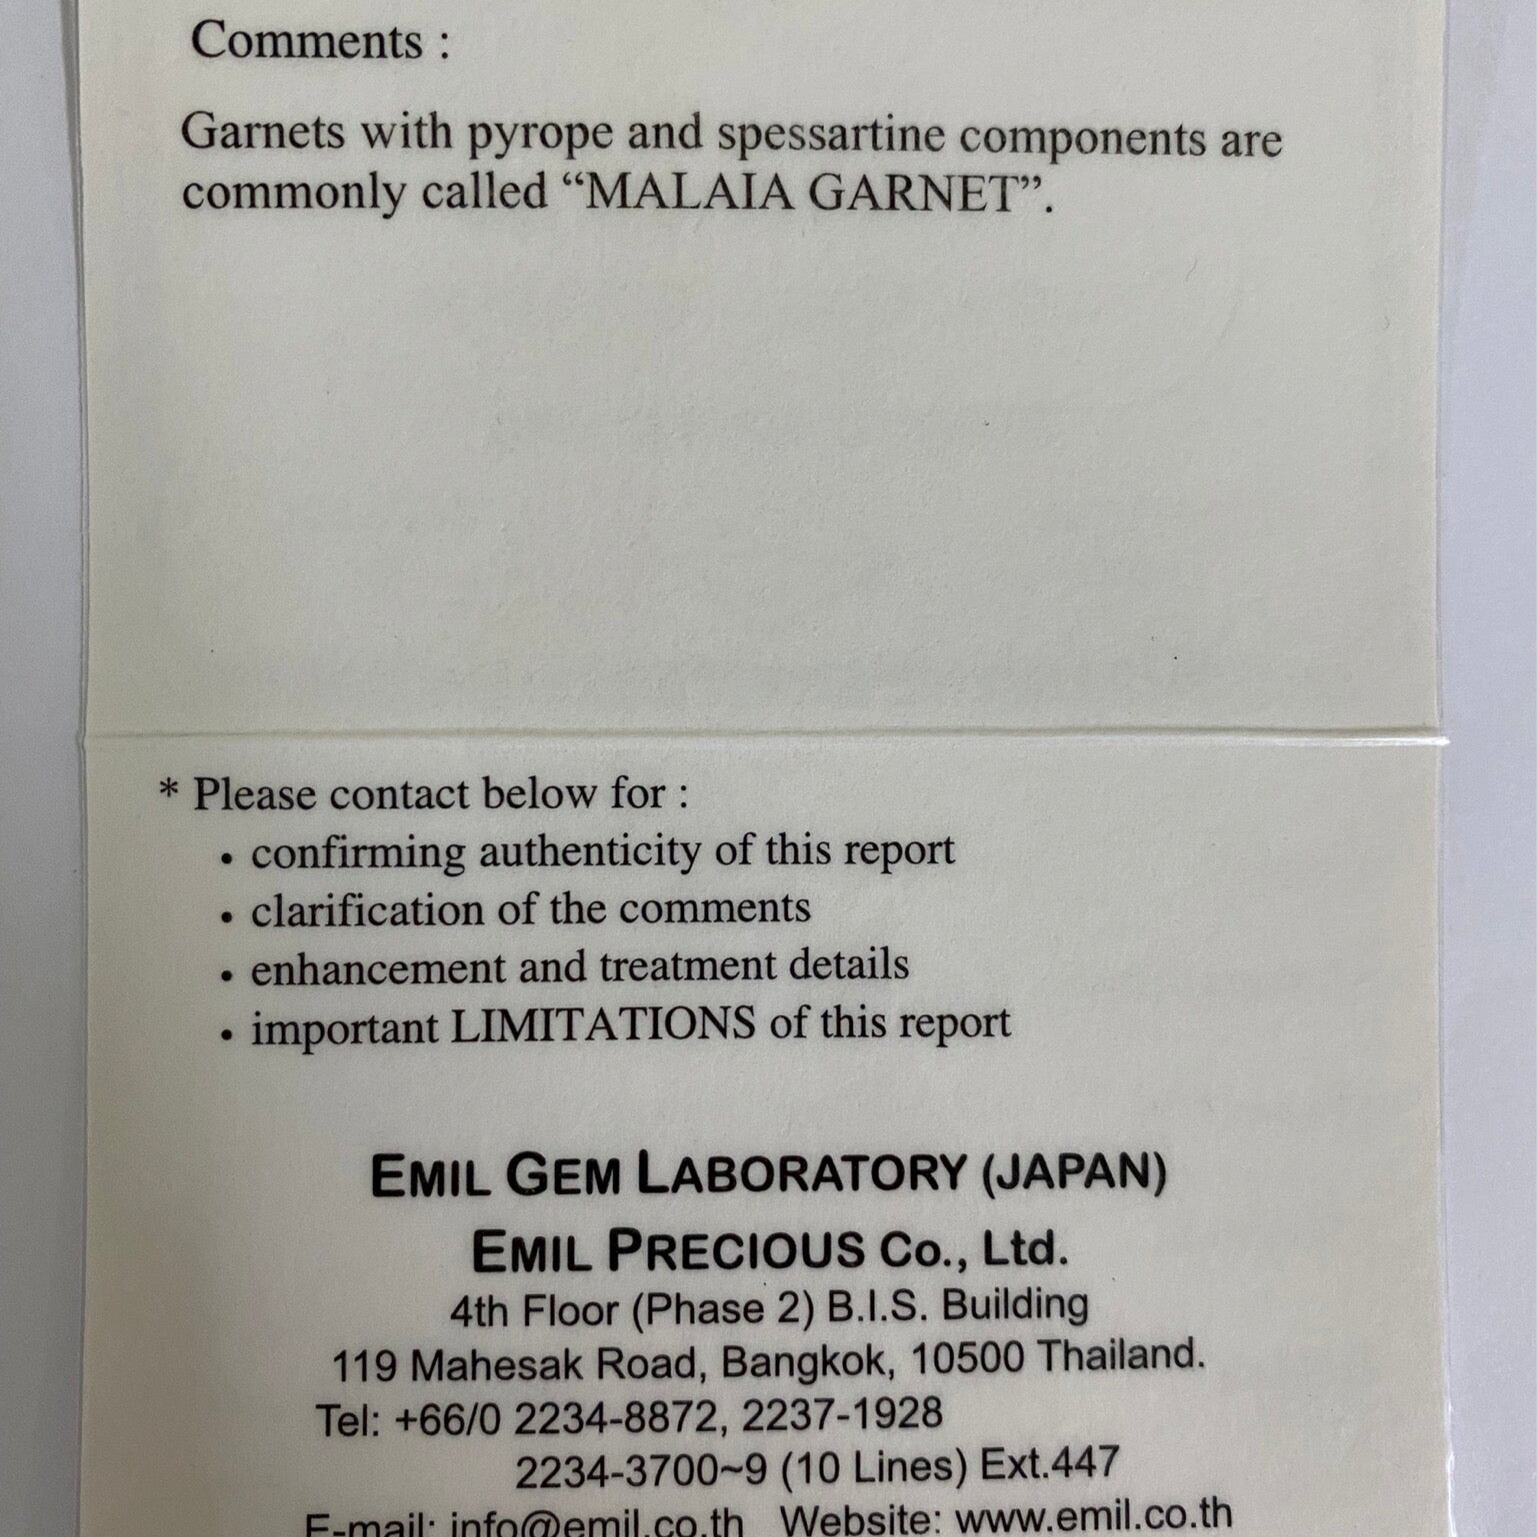 Comments :
Garnets with pyrope and spessartine components are
commonly called “MALAIA GARNET”.
* Please contact below for :
• confirming authenticity of this report
• clarification of the comments
• enhancement and treatment details
• important LIMITATIONS of this report
EMIL GEM LABORATORY (JAPAN)
EMIL PRECIOUS Co., Ltd.
4th Floor (Phase 2) B.I.S. Building
119 Mahesak Road, Bangkok, 10500 Thailand.
Tel: +66/0 2234-8872, 2237-1928
2234-3700~9 (10 Lines) Ext.447
E-mail: info@emil.co.th Website: www.emil.co.th